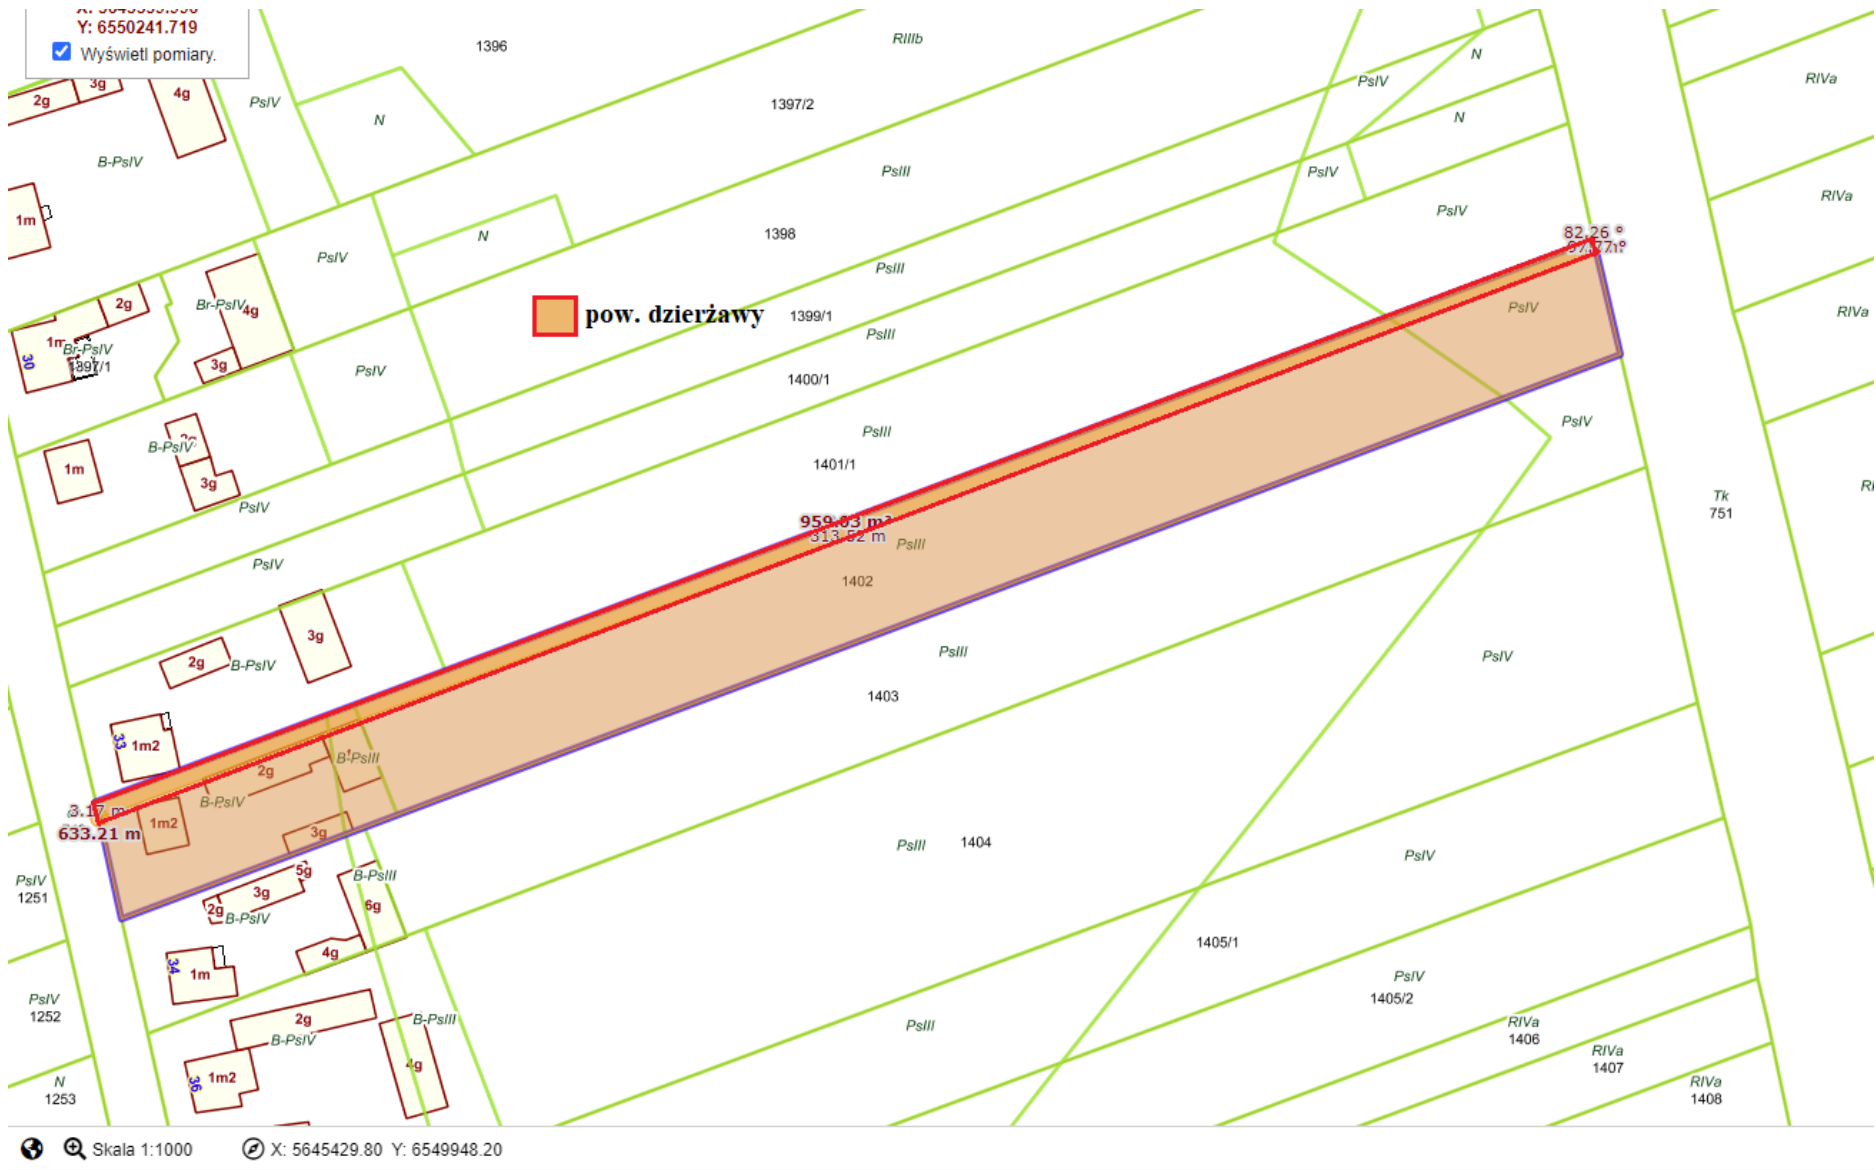 Y: 6550241.719
Wyświetl pomiary.
1396
RIIIb
N
PsIV
RIVa
3g
2g
4g
PsIV
1397/2
N
N
B-PsIV
PsIII
PsIV
RIVa
1m
PsIV
N
1398
82.26 °
PsIV
PsIII
2g
Br-PsIV
4g
pow. dzierżawy
1399/1
PsIV
RIVa
PsIII
30
Br-PsIV
1397/1
3g
PsIV
1400/1
PsIII
PsIV
B-PsIV
1m
1401/1
3g
PsIV
Tk
751
959.03 m²
313.52 m
PsIII
PsIV
1402
3g
2g
B-PsIV
PsIII
PsIV
1403
33
1m2
B-PsIII
2g
B-PsIV
3.17 m
633.21 m
1m2
3g
PsIII
1404
PsIV
5g
B-PsIII
PsIV
1251
3g
2g
B-PsIV
6g
4g
1405/1
34
1m
PsIV
1405/2
PsIV
1252
2g
B-PsIV
B-PsIII
PsIII
RIVa
1406
4g
RIVa
1407
36
1m2
N
1253
RIVa
1408
Skala 1:1000
X: 5645429.80 Y: 6549948.20